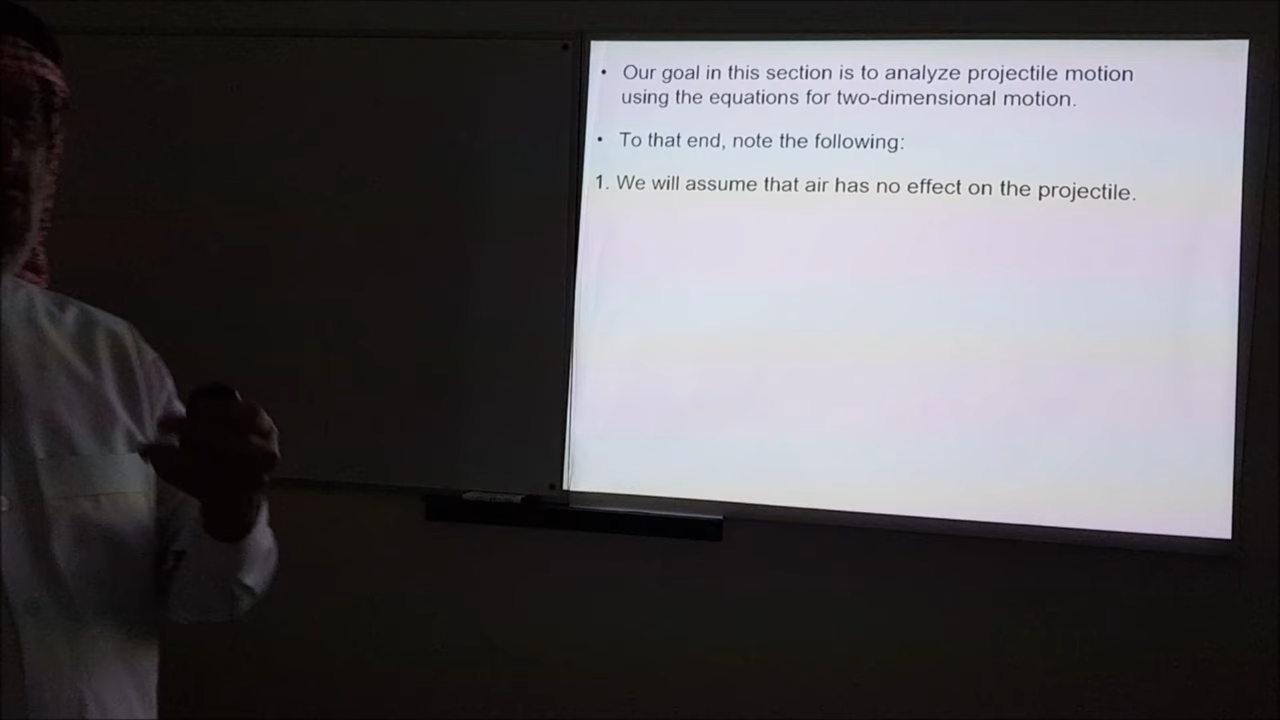 • Our goal in this section is to analyze projectile motion
using the equations for two-dimensional motion.
• To that end, note the following:
1. We will assume that air has no effect on the projectile.